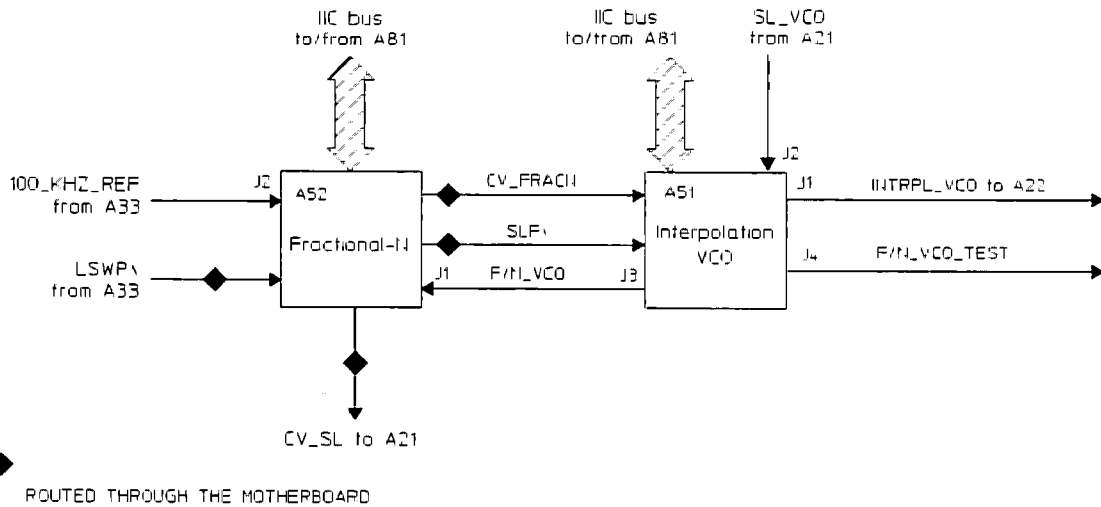 IIC bus
to/from A81
IIC bus
to/from A81
SL_VCO
from A21
100_KHZ_REF
from A33
J2
A52
Fractional-N
CV_FRACN
SLFN
J1
F/N_VCO
J3
J2
A51
Interpolation
VCO
J1
INTRPL_VCO to A22
J4
F/N_VCO_TEST
from A33
CV_SL to A21
ROUTED THROUGH THE MOTHERBOARD